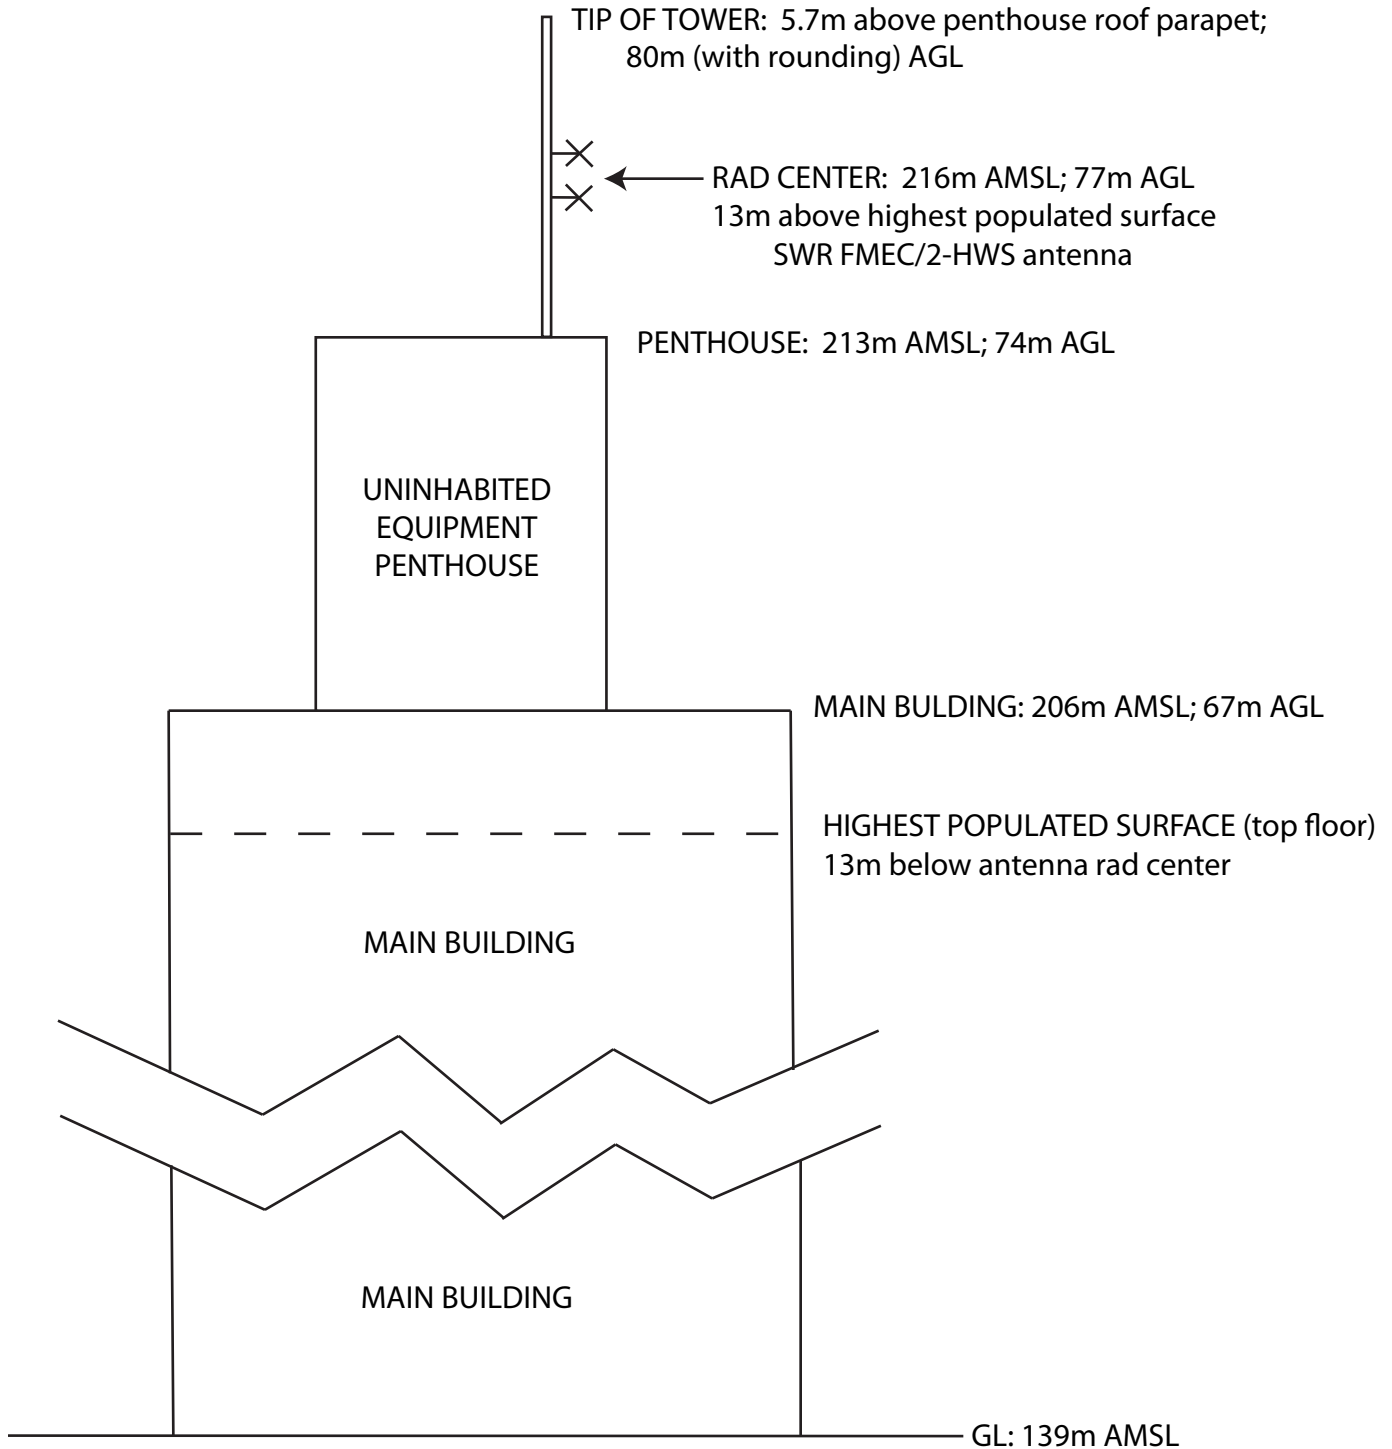 TIP OF TOWER: 5.7m above penthouse roof parapet;
80m (with rounding) AGL
RAD CENTER: 216m AMSL; 77m AGL
13m above highest populated surface
SWR FMEC/2-HWS antenna
PENTHOUSE: 213m AMSL; 74m AGL
UNINHABITED
EQUIPMENT
PENTHOUSE
MAIN BULDING: 206m AMSL; 67m AGL
HIGHEST POPULATED SURFACE (top floor)
13m below antenna rad center
MAIN BUILDING
MAIN BUILDING
GL: 139m AMSL